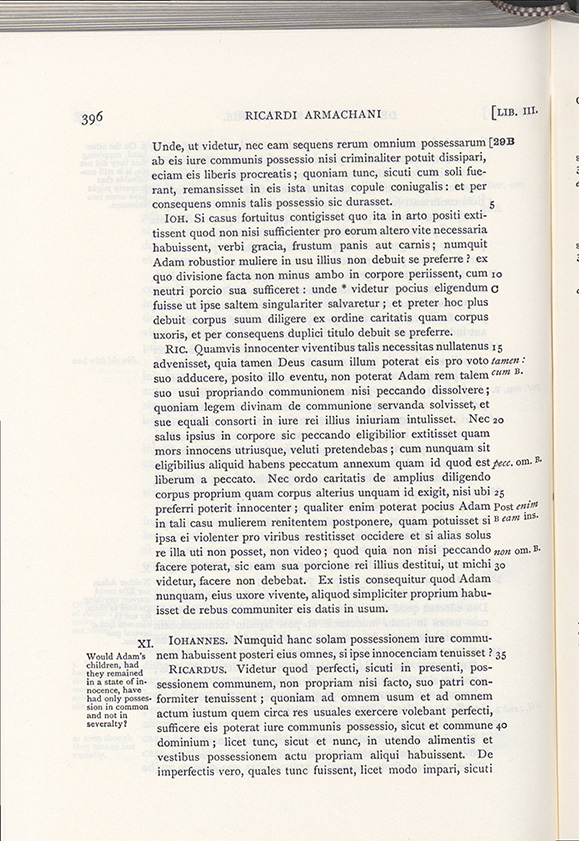 396 RICARDI ARMACHANI [LIB. III.
Unde, ut videtur, nec eam sequens rerum omnium possessarum [29B
ab eis iure communis possessio nisi criminaliter potuit dissipari,
eciam eis liberis procreatis ; quoniam tunc, sicuti cum soli fue-
rant, remansisset in eis ista unitas copule coniugalis : et per
consequens omnis talis possessio sic durasset. 5
IOH. Si casus fortuitus contigisset quo ita in arto positi exti-
tissent quod non nisi sufficienter pro eorum altero vite necessaria
habuissent, verbi gracia, frustum panis aut carnis ; numquit
Adam robustior muliere in usu illius non debuit se preferre ? ex
quo divisione facta non minus ambo in corpore periissent, cum 10
neutri porcio sua sufficeret : unde * videtur pocius eligendum C
fuisse ut ipse saltem singulariter salvaretur ; et preter hoc plus
debuit corpus suum diligere ex ordine caritatis quam corpus
uxoris, et per consequens duplici titulo debuit se preferre.
RIC. Quamvis innocenter viventibus talis necessitas nullatenus 15
advenisset, quia tamen Deus casum illum poterat eis pro voto tamen :
suo adducere, posito illo eventu, non poterat Adam rem talem cum B.
suo usui propriando communionem nisi peccando dissolvere ;
quoniam legem divinam de communione servanda solvisset, et
sue equali consorti in iure rei illius iniuriam intulisset. Nec 20
salus ipsius in corpore sic peccando eligibilior extitisset quam
mors innocens utriusque, veluti pretendebas ; cum nunquam sit
eligibilius aliquid habens peccatum annexum quam id quod est pecc. om. B.
liberum a peccato. Nec ordo caritatis de amplius diligendo
corpus proprium quam corpus alterius unquam id exigit, nisi ubi 25
preferri poterit innocenter ; qualiter enim poterat pocius Adam Post enim
in tali casu mulierem renitentem postponere, quam potuisset si B eam ins.
ipsa ei violenter pro viribus restitisset occidere et si alias solus
re illa uti non posset, non video ; quod quia non nisi peccando non om. B.
facere poterat, sic eam sua porcione rei illius destitui, ut michi 30
videtur, facere non debebat. Ex istis consequitur quod Adam
nunquam, eius uxore vivente, aliquod simpliciter proprium habu-
isset de rebus communiter eis datis in usum.
XI. IOHANNES. Numquid hanc solam possessionem iure commu-
nem habuissent posteri eius omnes, si ipse innocenciam tenuisset ? 35
Would Adam's
children, had
they remained
in a state of in-
nocence, have
had only posses-
sion in common
and not in
severalty?
RICARDUS. Videtur quod perfecti, sicuti in presenti, pos-
sessionem communem, non propriam nisi facto, suo patri con-
formiter tenuissent ; quoniam ad omnem usum et ad omnem
actum iustum quem circa res usuales exercere volebant perfecti,
sufficere eis poterat iure communis possessio, sicut et commune 40
dominium ; licet tunc, sicut et nunc, in utendo alimentis et
vestibus possessionem actu propriam aliqui habuissent. De
imperfectis vero, quales tunc fuissent, licet modo impari, sicuti